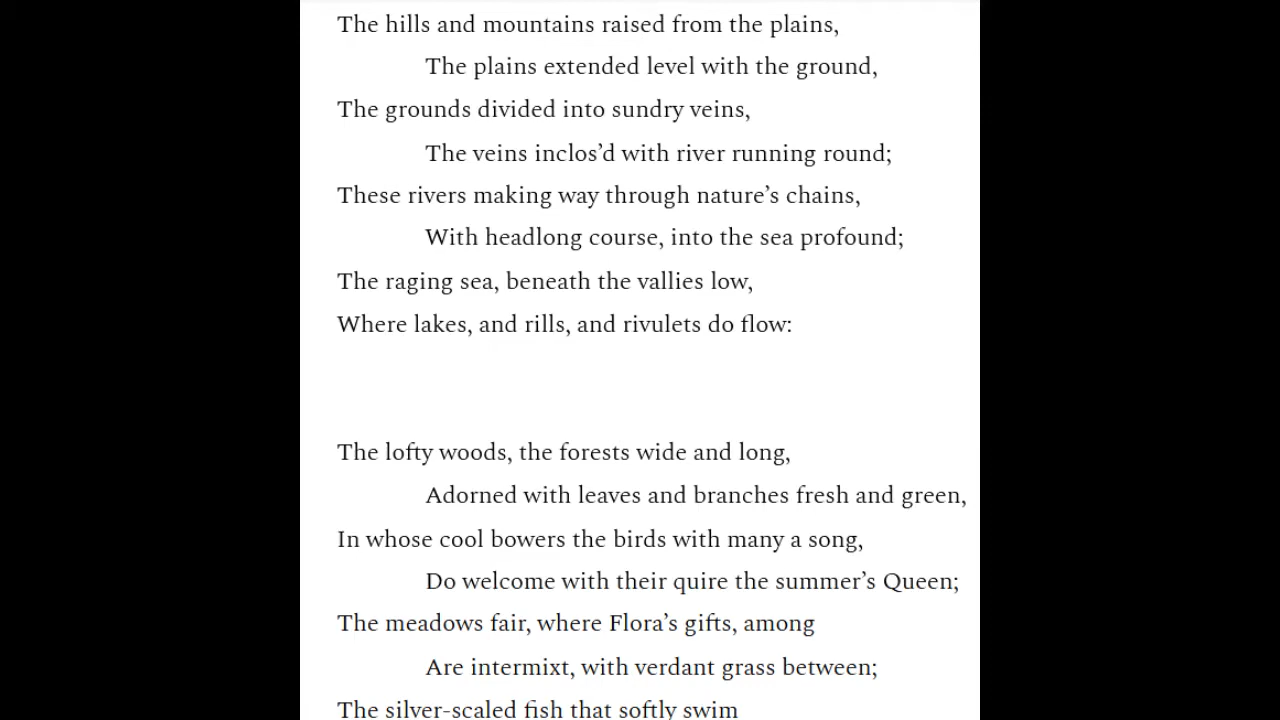 The hills and mountains raised from the plains,
The plains extended level with the ground,
The grounds divided into sundry veins,
The veins inclos’d with river running round;
These rivers making way through nature’s chains,
With headlong course, into the sea profound;
The raging sea, beneath the vallies low,
Where lakes, and rills, and rivulets do flow:
The lofty woods, the forests wide and long,
Adorned with leaves and branches fresh and green,
In whose cool bowers the birds with many a song,
Do welcome with their quire the summer’s Queen;
The meadows fair, where Flora’s gifts, among
Are intermixt, with verdant grass between;
The silver-scaled fish that softly swim